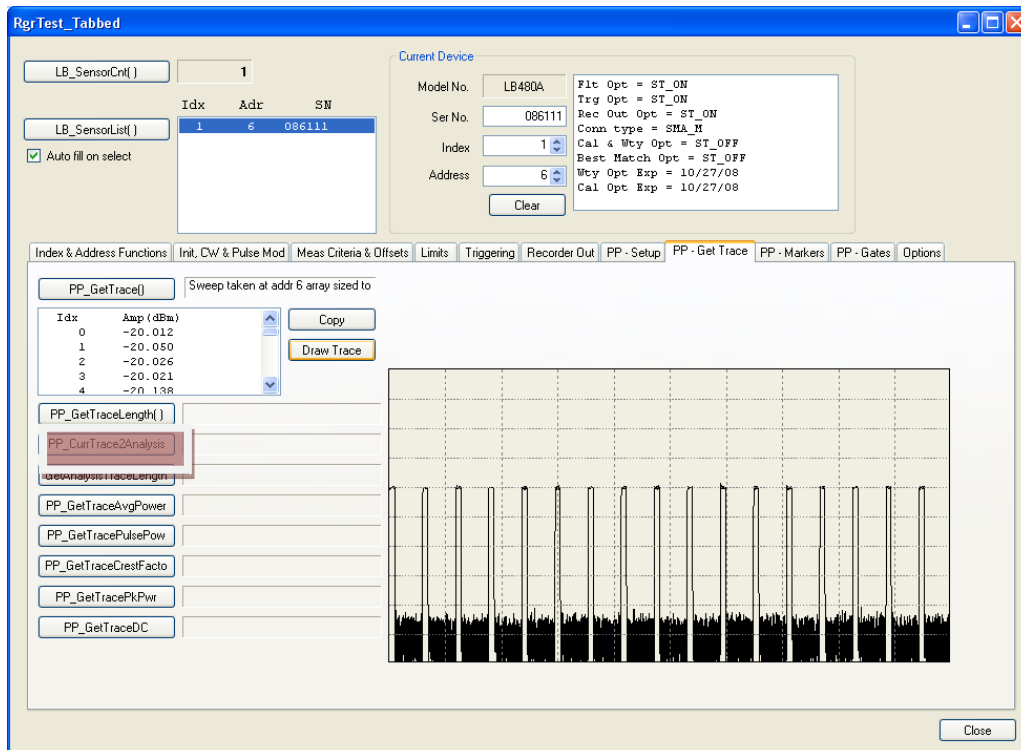 RgrTest_Tabbed
LB_SensorCnt( )
1
Idx Adr SN
LB_SensorList( )
1 6 086111
Auto fill on select
Current Device
Model No. LB480A
Ser No. 086111
Index 1
Address 6
Clear
Flt Opt = ST_ON
Trg Opt = ST_ON
Rec Out Opt = ST_ON
Conn type = SMA_M
Cal & Wty Opt = ST_OFF
Best Match Opt = ST_OFF
Wty Opt Exp = 10/27/08
Cal Opt Exp = 10/27/08
Index & Address Functions Init, CW & Pulse Mod Meas Criteria & Offsets Limits Triggering Recorder Out PP - Setup PP - Get Trace PP - Markers PP - Gates Options
PP_GetTrace() Sweep taken at addr 6 array sized to
Idx Amp(dBm)
0 -20.012
1 -20.050
2 -20.026
3 -20.021
4 -20.138
Copy
Draw Trace
PP_GetTraceLength( )
PP_CurrTrace2Analysis
GetAnalysisTraceLength
PP_GetTraceAvgPower
PP_GetTracePulsePow
PP_GetTraceCrestFacto
PP_GetTracePkPwr
PP_GetTraceDC
Close